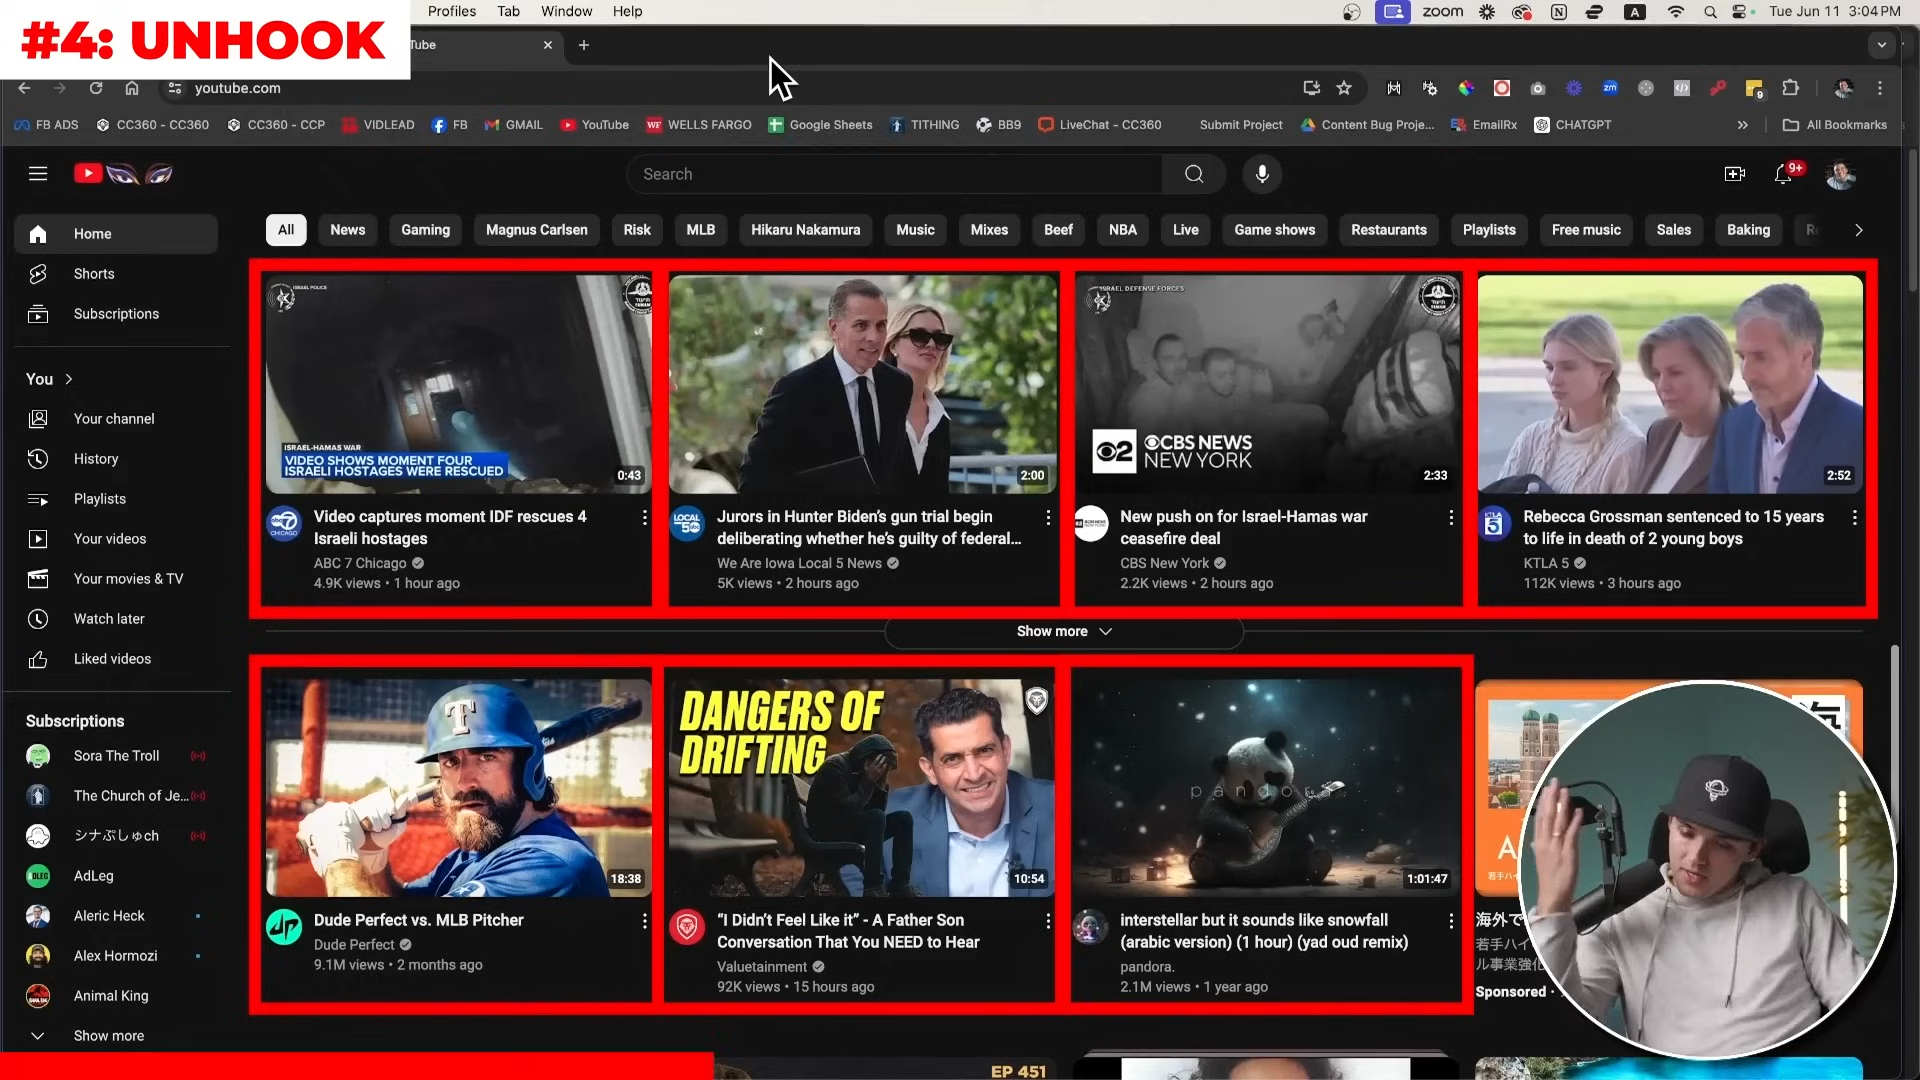 #4: UNHOOK
Profiles Tab Window Help
zoom
A
Tue Jun 11 3:04 PM
Tube
youtube.com
zm
9
FB ADS
CC360 - CC360
CC360 - CCP
VIDLEAD
FB
GMAIL
YouTube
WF
WELLS FARGO
Google Sheets
TITHING
BB9
LiveChat - CC360
Submit Project
Content Bug Proje...
EmailRx
CHATGPT
All Bookmarks
Search
9+
Home
Shorts
Subscriptions
You
Your channel
History
Playlists
Your videos
Your movies & TV
Watch later
Liked videos
Subscriptions
Sora The Troll
The Church of Je...
シナぷしゅch
AdLeg
Aleric Heck
Alex Hormozi
Animal King
Show more
All
News
Gaming
Magnus Carlsen
Risk
MLB
Hikaru Nakamura
Music
Mixes
Beef
NBA
Live
Game shows
Restaurants
Playlists
Free music
Sales
Baking
ISRAEL POLICE
ISRAEL-HAMAS WAR
VIDEO SHOWS MOMENT FOUR
ISRAELI HOSTAGES WERE RESCUED
0:43
Video captures moment IDF rescues 4
Israeli hostages
ABC 7 Chicago
4.9K views • 1 hour ago
2:00
LOCAL
Jurors in Hunter Biden's gun trial begin
deliberating whether he's guilty of federal...
We Are Iowa Local 5 News
5K views • 2 hours ago
ISRAEL DEFENSE FORCES
2
CBS NEWS
NEW YORK
2:33
New push on for Israel-Hamas war
ceasefire deal
CBS New York
2.2K views • 2 hours ago
2:52
KTLA
5
Rebecca Grossman sentenced to 15 years
to life in death of 2 young boys
KTLA 5
112K views • 3 hours ago
Show more
T
18:38
dp
Dude Perfect vs. MLB Pitcher
Dude Perfect
9.1M views • 2 months ago
DANGERS OF
DRIFTING
10:54
“I Didn’t Feel Like it” - A Father Son
Conversation That You NEED to Hear
Valuetainment
92K views • 15 hours ago
pandora.
1:01:47
interstellar but it sounds like snowfall
(arabic version) (1 hour) (yad oud remix)
pandora.
2.1M views • 1 year ago
A
若手ハイ
海外で
若手ハイ
ル事業強化
Sponsored ·
EP 451